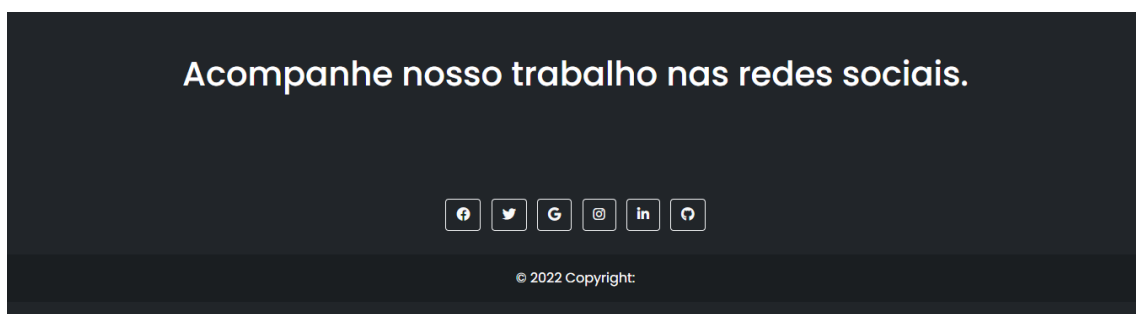 Acompanhe nosso trabalho nas redes sociais.
© 2022 Copyright: